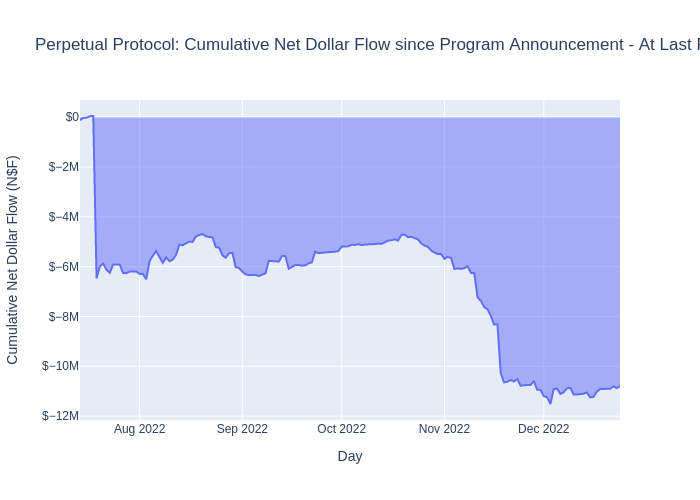 Perpetual Protocol: Cumulative Net Dollar Flow since Program Announcement - At Last
Cumulative Net Dollar Flow (N$F)
$0
$−2M
$−4M
$−6M
$−8M
$−10M
$−12M
Aug 2022
Sep 2022
Oct 2022
Nov 2022
Dec 2022
Day